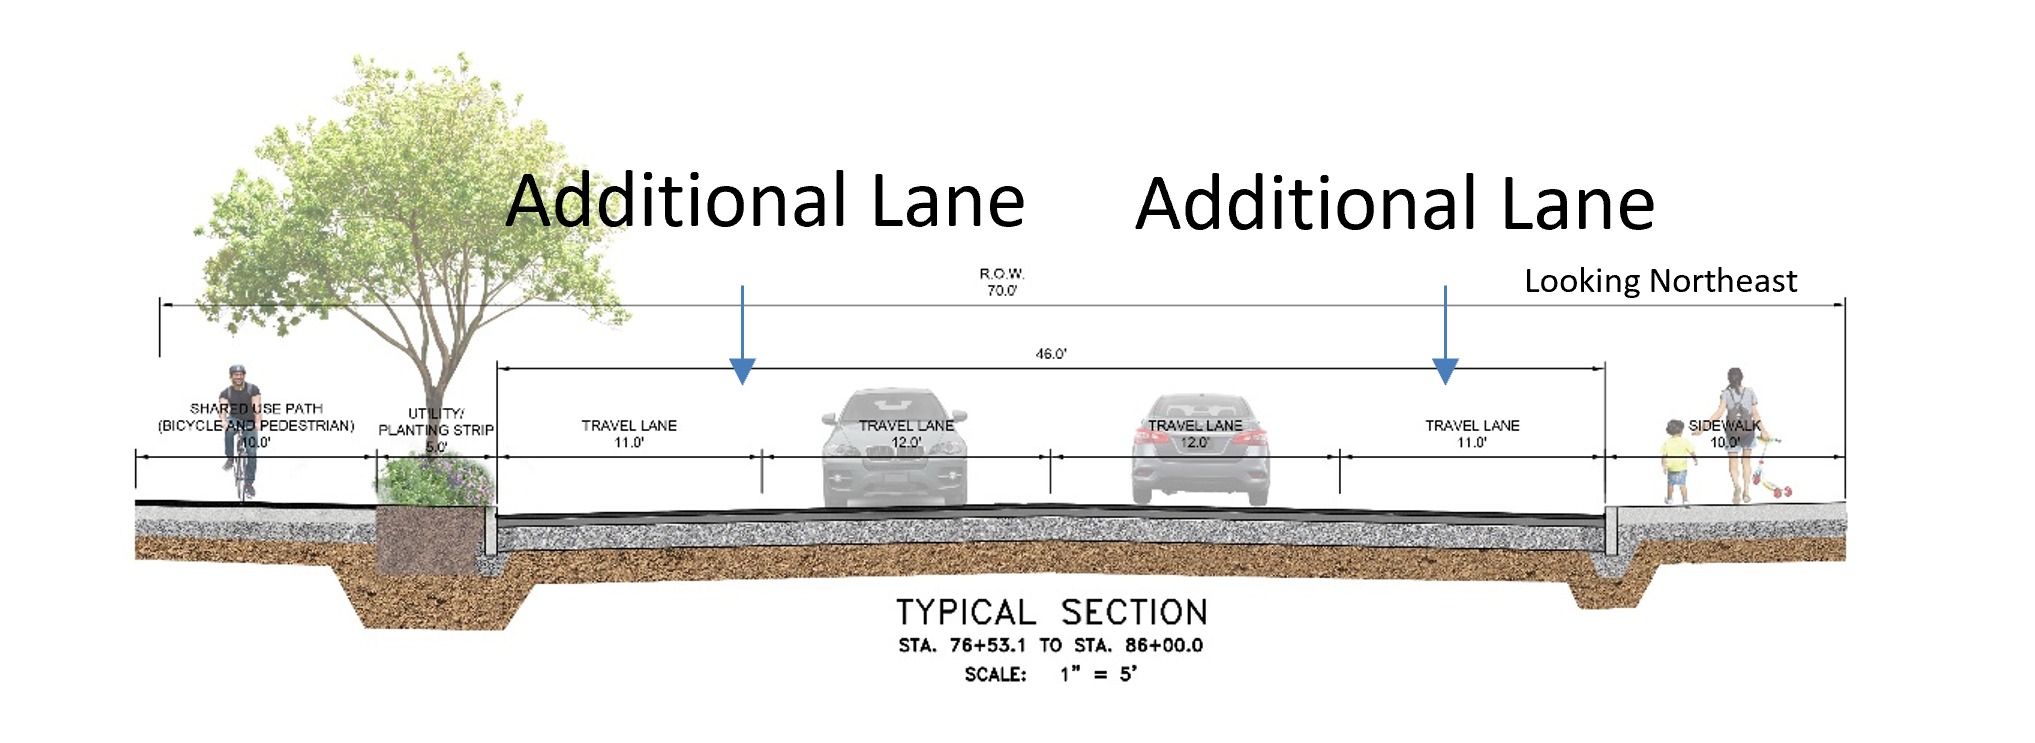 Additional Lane
Additional Lane
Looking Northeast
R.O.W.
70.0'
46.0'
SHARED USE PATH
(BICYCLE AND PEDESTRIAN)
10.0'
UTILITY/
PLANTING STRIP
5.0'
TRAVEL LANE
11.0'
TRAVEL LANE
12.0'
TRAVEL LANE
12.0'
TRAVEL LANE
11.0'
SIDEWALK
10.0'
TYPICAL SECTION
STA. 76+53.1 TO STA. 86+00.0
SCALE: 1" = 5'